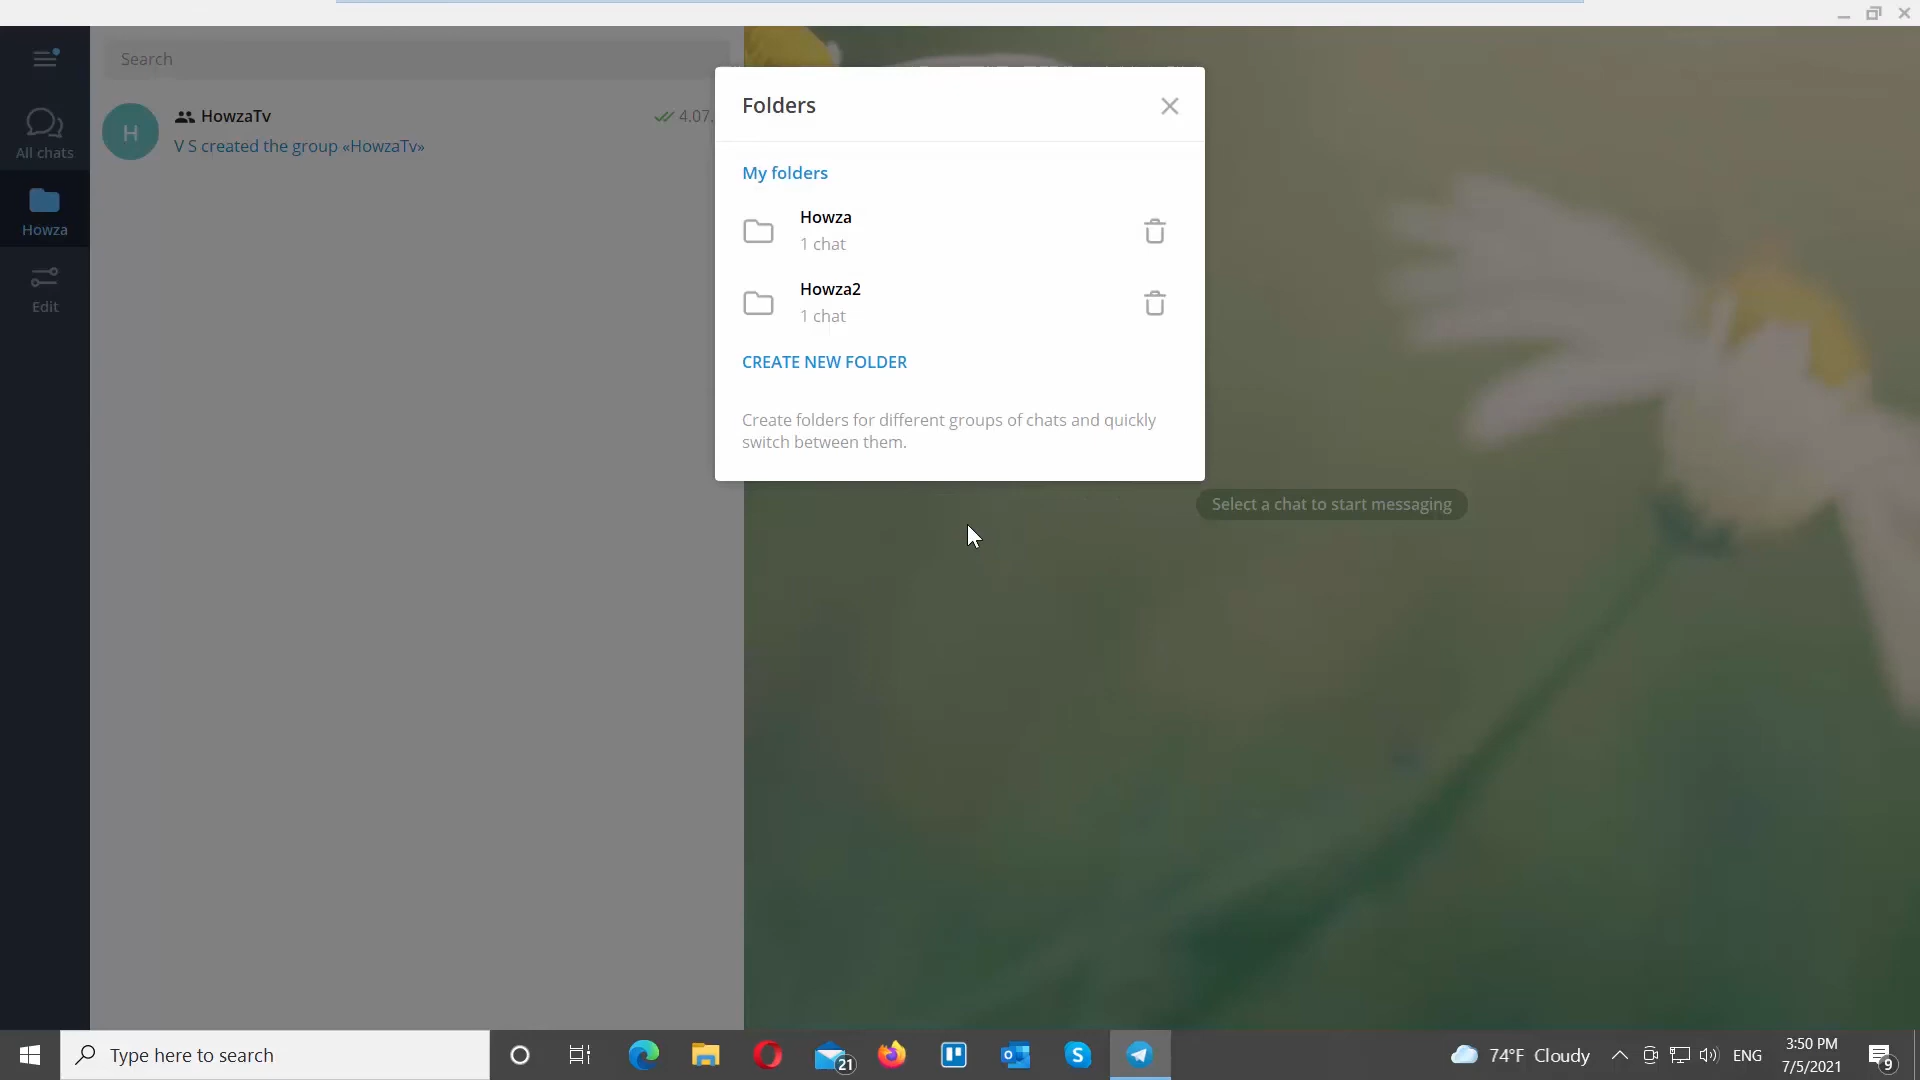 Search
All chats
Howza
Edit
H
HowzaTv
4.07.
V S created the group «HowzaTv»
Folders
My folders
Howza
1 chat
Howza2
1 chat
CREATE NEW FOLDER
Create folders for different groups of chats and quickly
switch between them.
Select a chat to start messaging
Type here to search
21
74°F Cloudy
ENG
3:50 PM
7/5/2021
9